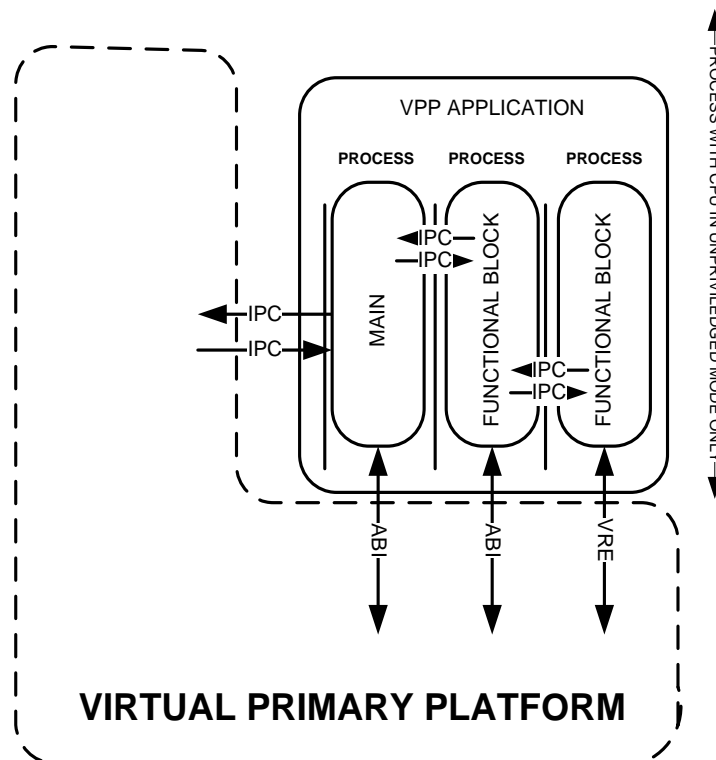 VPP APPLICATION
PROCESS PROCESS PROCESS
MAIN
FUNCTIONAL BLOCK
FUNCTIONAL BLOCK
IPC
IPC
IPC
IPC
IPC
IPC
ABI
ABI
VRE
PROCESS WITH CPU IN UNPRIVILEDGED MODE ONLY
VIRTUAL PRIMARY PLATFORM